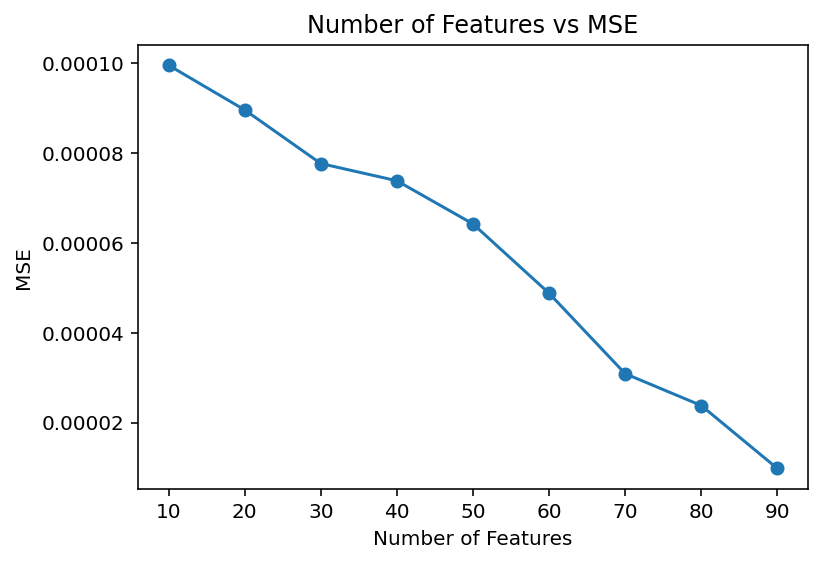 Number of Features vs MSE
0.00010
0.00008
0.00006
0.00004
0.00002
MSE
10 20 30 40 50 60 70 80 90
Number of Features